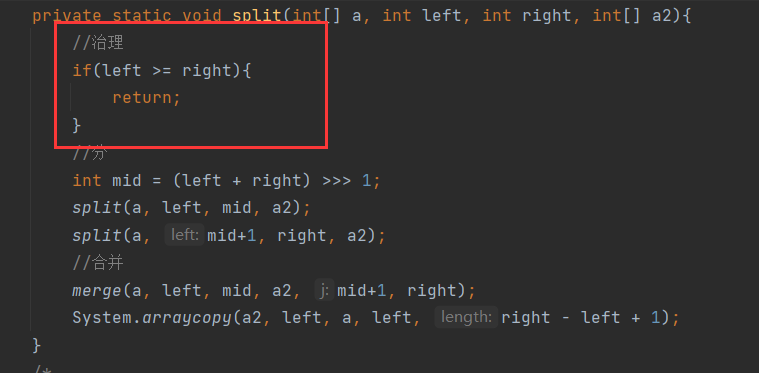 private static void split(int[] a, int left, int right, int[] a2){
//治理
if(left >= right){
return;
}
//分
int mid = (left + right) >>> 1;
split(a, left, mid, a2);
split(a, left: mid+1, right, a2);
//合并
merge(a, left, mid, a2, j: mid+1, right);
System.arraycopy(a2, left, a, left, length: right - left + 1);
}
/*